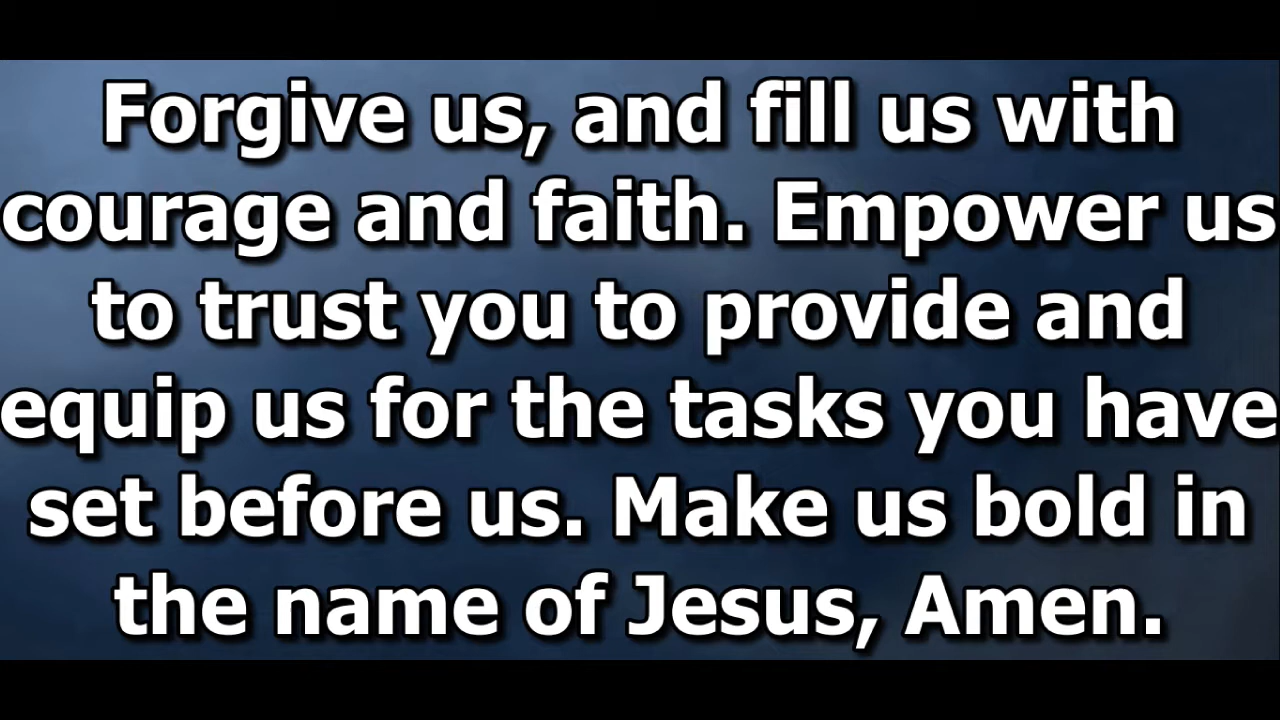 Forgive us, and fill us with
courage and faith. Empower us
to trust you to provide and
equip us for the tasks you have
set before us. Make us bold in
the name of Jesus, Amen.